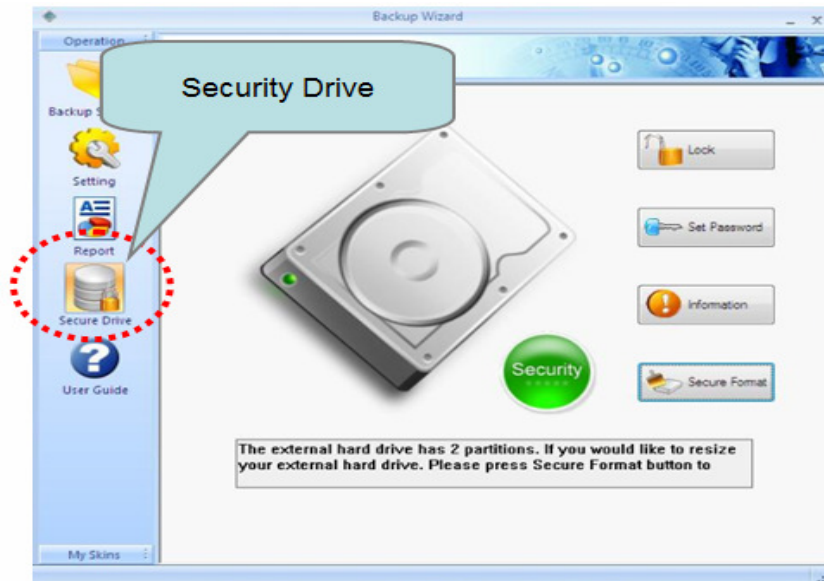 Backup Wizard
Operation
Security Drive
Backup S
Setting
Report
Secure Drive
User Guide
Lock
Set Password
Information
Secure Format
Security
The external hard drive has 2 partitions. If you would like to resize
your external hard drive. Please press Secure Format button to
My Skins